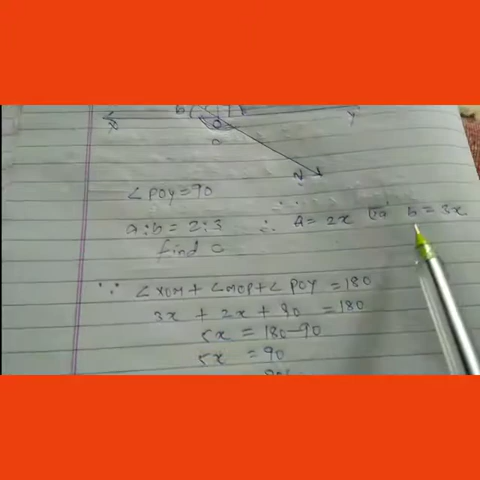 b
X O Y
a N
∠POY = 90
a:b = 2:3 ∴ A = 2x b = 3x
find c
∵ ∠XOM + ∠MOP + ∠POY = 180
3x + 2x + 90 = 180
5x = 180-90
5x = 90